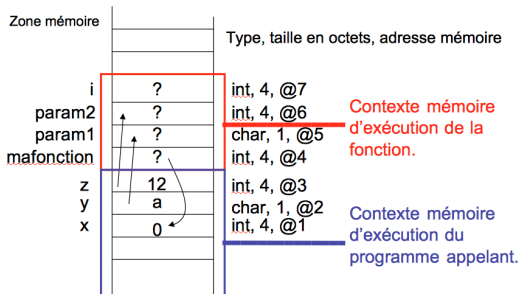 Zone mémoire
Type, taille en octets, adresse mémoire
i ? int, 4, @7
param2 ? int, 4, @6
param1 ? char, 1, @5
mafonction ? int, 4, @4
Contexte mémoire
d'exécution de la
fonction.
z 12 int, 4, @3
y a char, 1, @2
x 0 int, 4, @1
Contexte mémoire
d'exécution du
programme appelant.